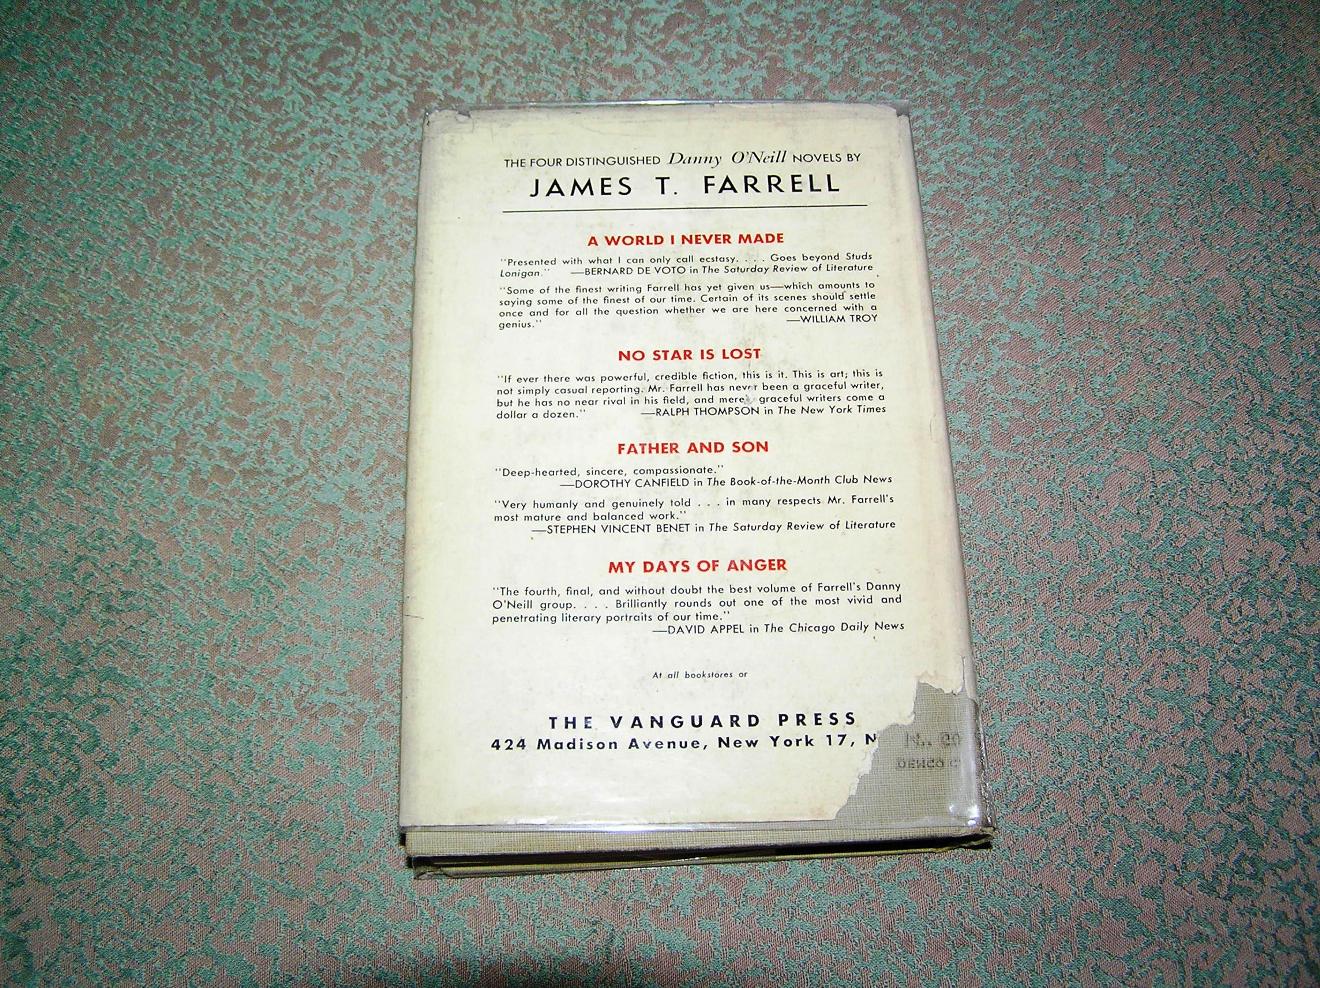 THE FOUR DISTINGUISHED Danny O'Neill NOVELS BY
JAMES T. FARRELL
A WORLD I NEVER MADE
"Presented with what I can only call ecstasy. . . . Goes beyond Studs
Lonigan." —BERNARD DE VOTO in The Saturday Review of Literature
"Some of the finest writing Farrell has yet given us—which amounts to
saying some of the finest of our time. Certain of its scenes should settle
once and for all the question whether we are here concerned with a
genius." —WILLIAM TROY
NO STAR IS LOST
"If ever there was powerful, credible fiction, this is it. This is art; this is
not simply casual reporting. Mr. Farrell has never been a graceful writer,
but he has no near rival in his field, and merely graceful writers come a
dollar a dozen." —RALPH THOMPSON in The New York Times
FATHER AND SON
"Deep-hearted, sincere, compassionate."
—DOROTHY CANFIELD in The Book-of-the-Month Club News
"Very humanly and genuinely told . . . in many respects Mr. Farrell's
most mature and balanced work."
—STEPHEN VINCENT BENET in The Saturday Review of Literature
MY DAYS OF ANGER
"The fourth, final, and without doubt the best volume of Farrell's Danny
O'Neill group. . . . Brilliantly rounds out one of the most vivid and
penetrating literary portraits of our time."
—DAVID APPEL in The Chicago Daily News
At all bookstores or
THE VANGUARD PRESS
424 Madison Avenue, New York 17, N
DEMCO